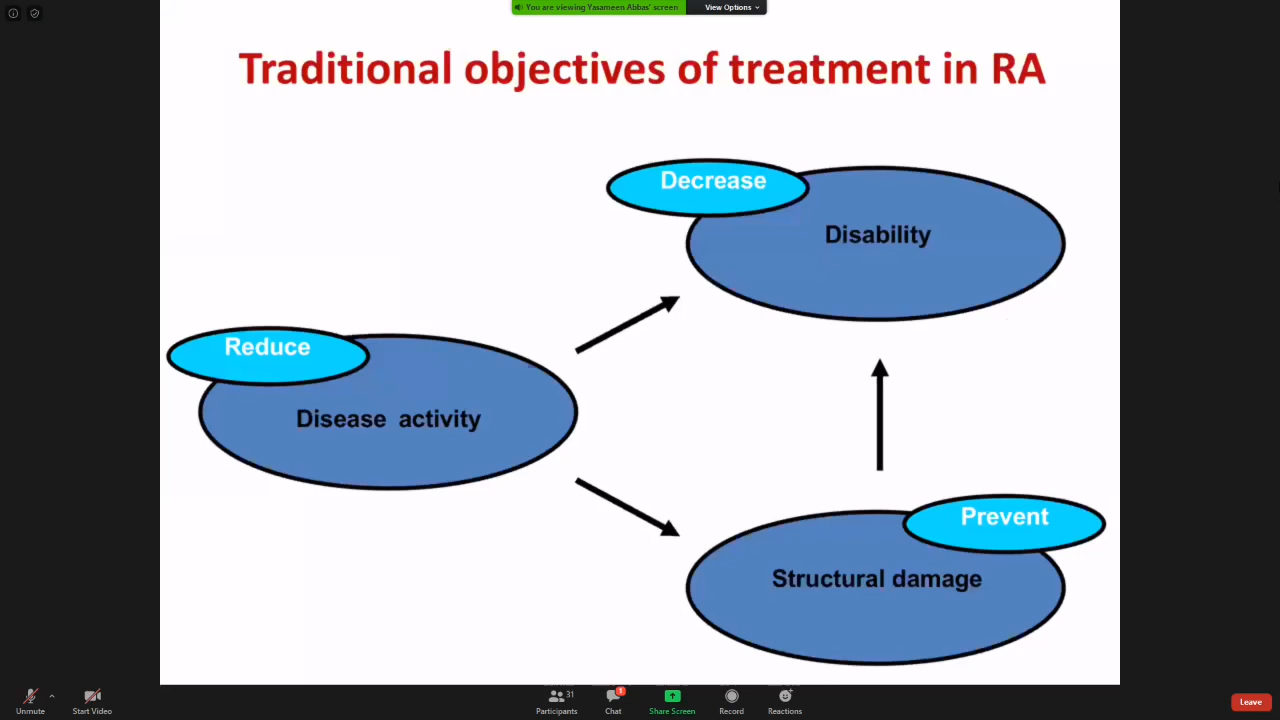 You are viewing Yasameen Abbas' screen
View Options
Traditional objectives of treatment in RA
Decrease
Disability
Reduce
Disease activity
Prevent
Structural damage
Unmute
Start Video
Participants
31
Chat
1
Share Screen
Record
Reactions
Leave